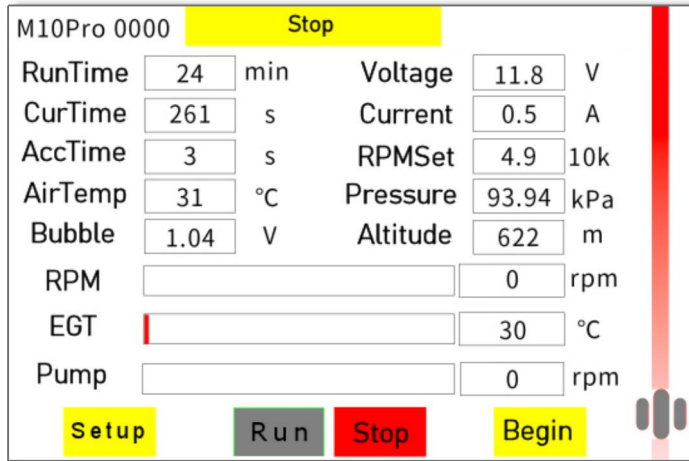 M10Pro 0000 Stop
RunTime 24 min Voltage 11.8 V
CurTime 261 s Current 0.5 A
AccTime 3 s RPMSet 4.9 10k
AirTemp 31 °C Pressure 93.94 kPa
Bubble 1.04 V Altitude 622 m
RPM 0 rpm
EGT 30 °C
Pump 0 rpm
Setup Run Stop Begin